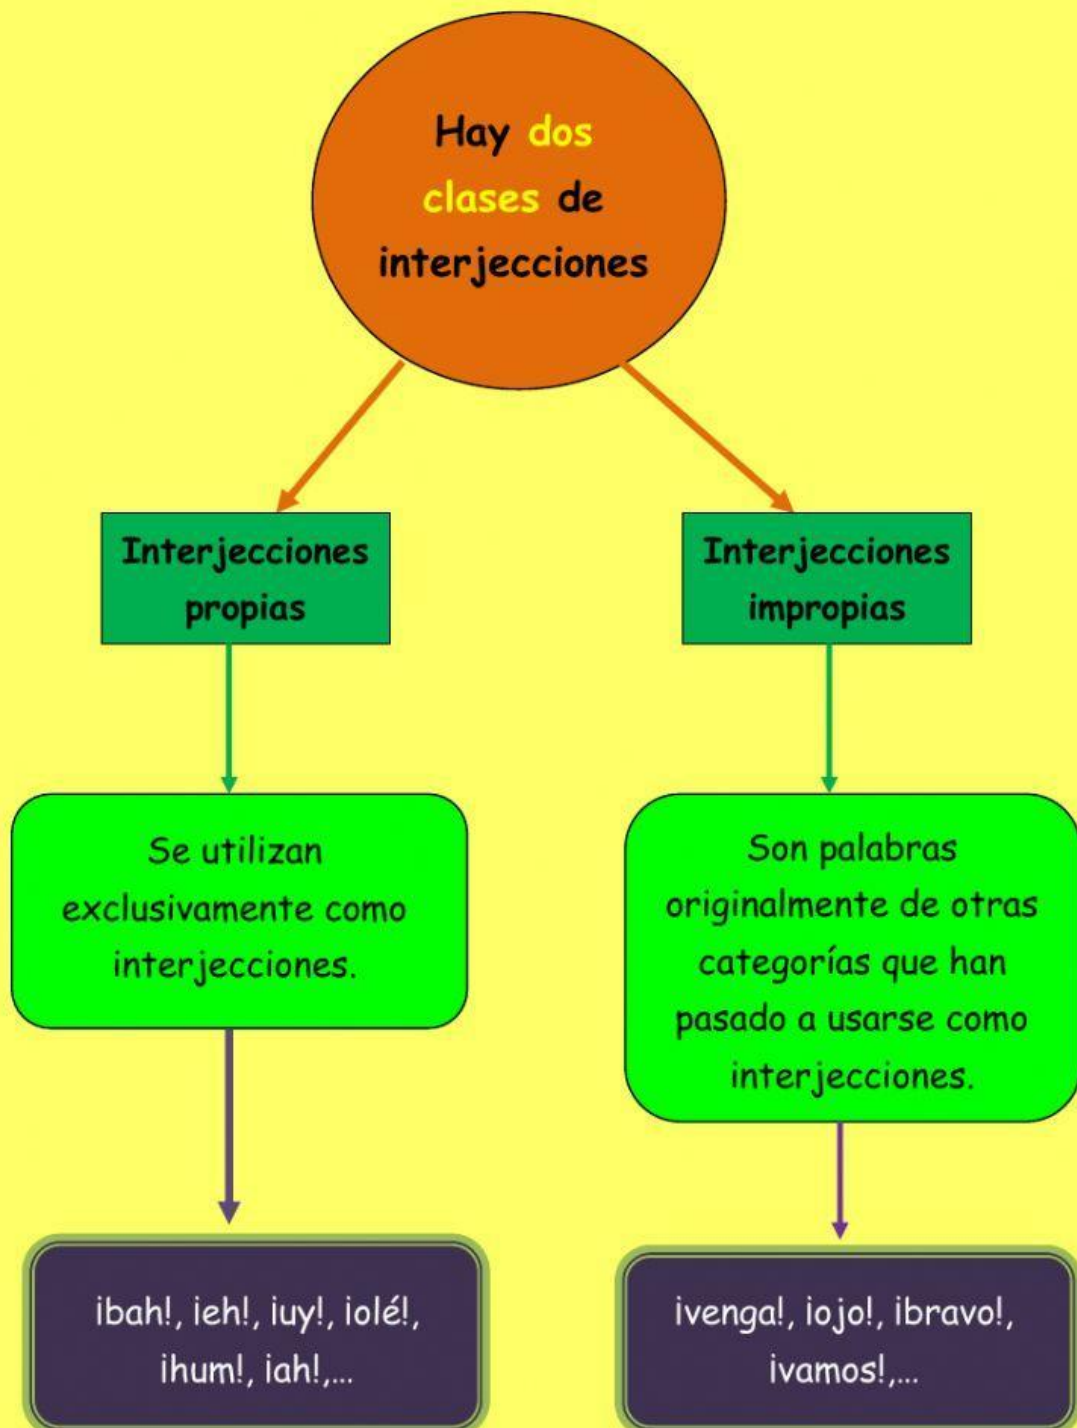 Hay dos
clases de
interjecciones
Interjecciones
propias
Interjecciones
impropias
Se utilizan
exclusivamente como
interjecciones.
Son palabras
originalmente de otras
categorías que han
pasado a usarse como
interjecciones.
¡bah!, ¡eh!, ¡uy!, ¡olé!,
¡hum!, ¡ah!,...
¡venga!, ¡ojo!, ¡bravo!,
¡vamos!,...